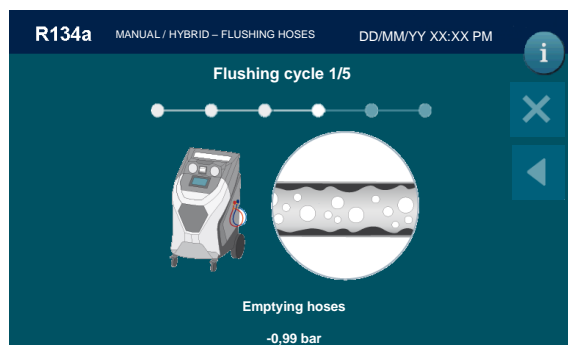 R134a MANUAL / HYBRID – FLUSHING HOSES DD/MM/YY XX:XX PM
i
Flushing cycle 1/5
Emptying hoses
-0,99 bar